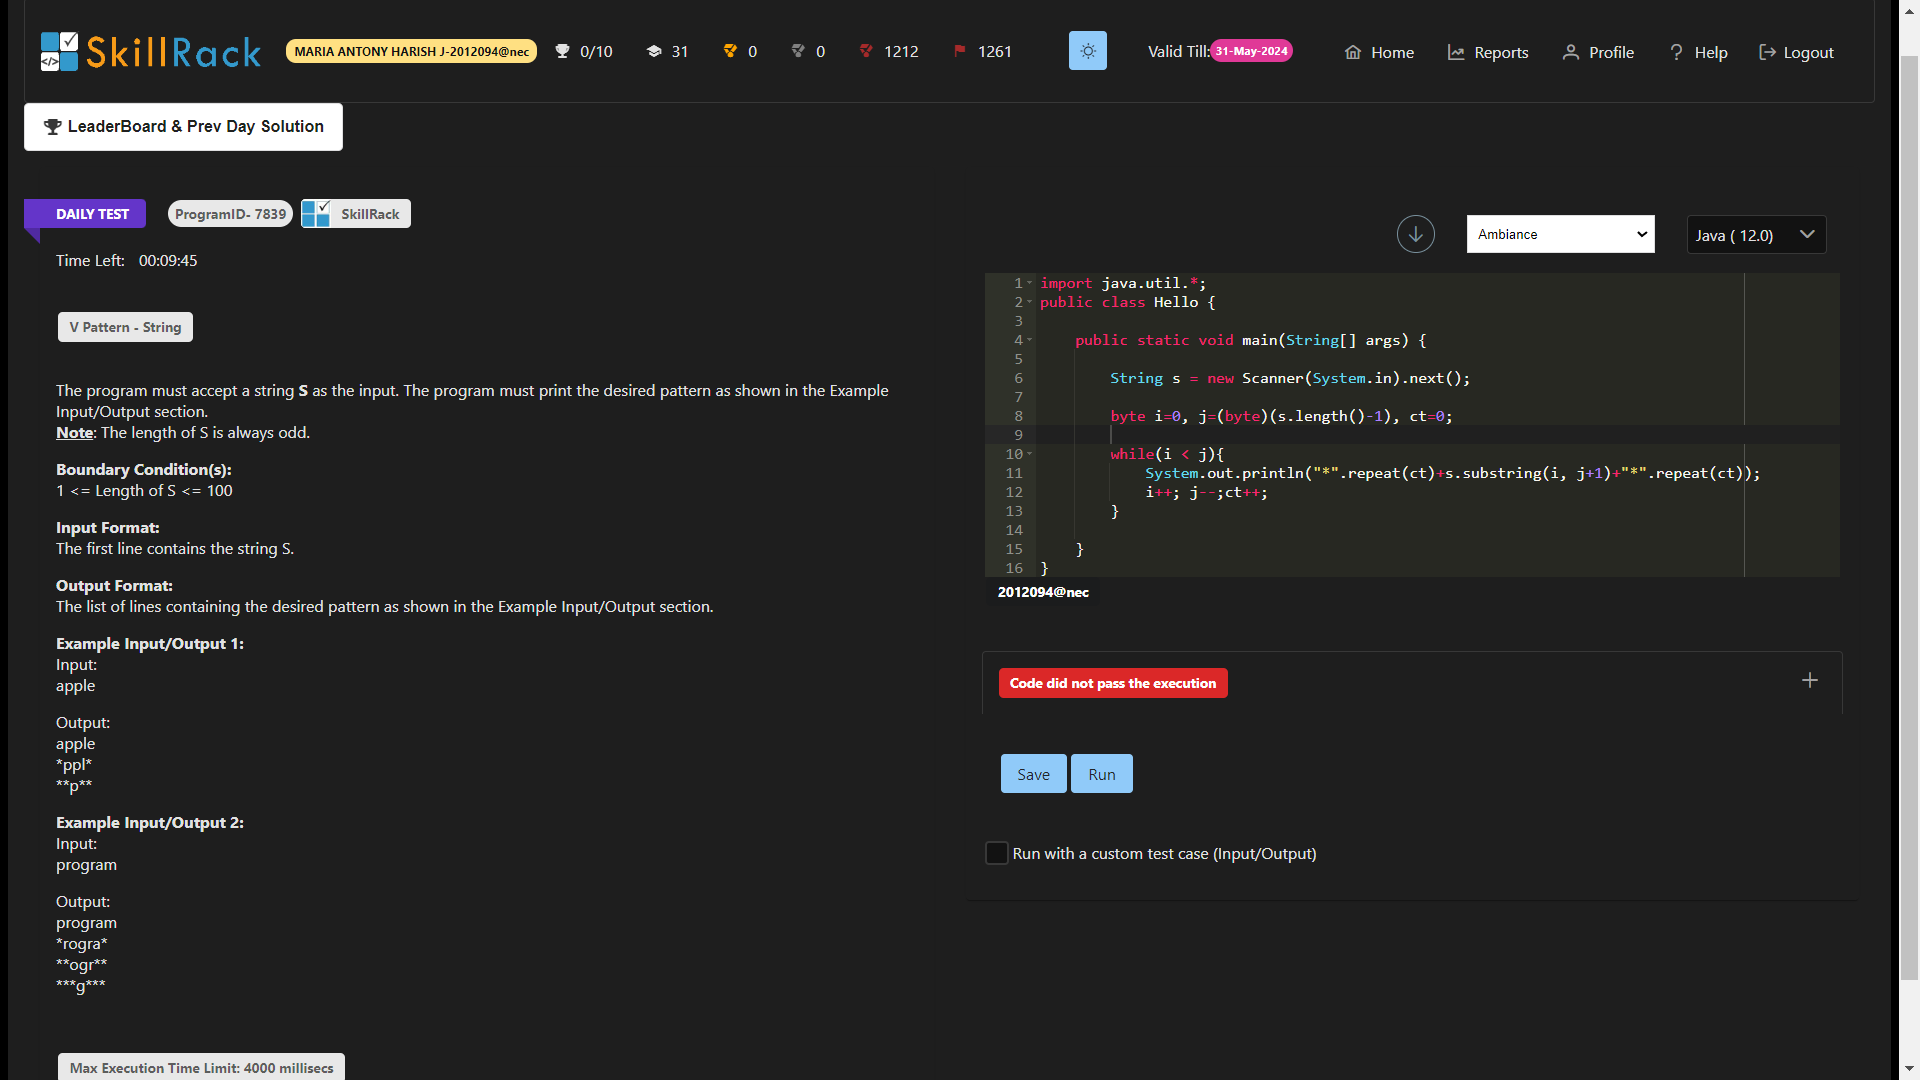 SkillRack
MARIA ANTONY HARISH J-2012094@nec
0/10
31
0
0
1212
1261
Valid Till:
31-May-2024
Home
Reports
Profile
Help
Logout
LeaderBoard & Prev Day Solution
DAILY TEST
ProgramID- 7839
SkillRack
Time Left: 00:09:45
V Pattern - String
The program must accept a string S as the input. The program must print the desired pattern as shown in the Example
Input/Output section.
Note: The length of S is always odd.
Boundary Condition(s):
1 <= Length of S <= 100
Input Format:
The first line contains the string S.
Output Format:
The list of lines containing the desired pattern as shown in the Example Input/Output section.
Example Input/Output 1:
Input:
apple
Output:
apple
*ppl*
**p**
Example Input/Output 2:
Input:
program
Output:
program
*rogra*
**ogr**
***g***
Max Execution Time Limit: 4000 millisecs
Ambiance
Java ( 12.0)
1 import java.util.*;
2 public class Hello {
3
4 public static void main(String[] args) {
5
6 String s = new Scanner(System.in).next();
7
8 byte i=0, j=(byte)(s.length()-1), ct=0;
9
10 while(i < j){
11 System.out.println("*".repeat(ct)+s.substring(i, j+1)+"*".repeat(ct));
12 i++; j--;ct++;
13 }
14
15 }
16 }
2012094@nec
Code did not pass the execution
Save
Run
Run with a custom test case (Input/Output)